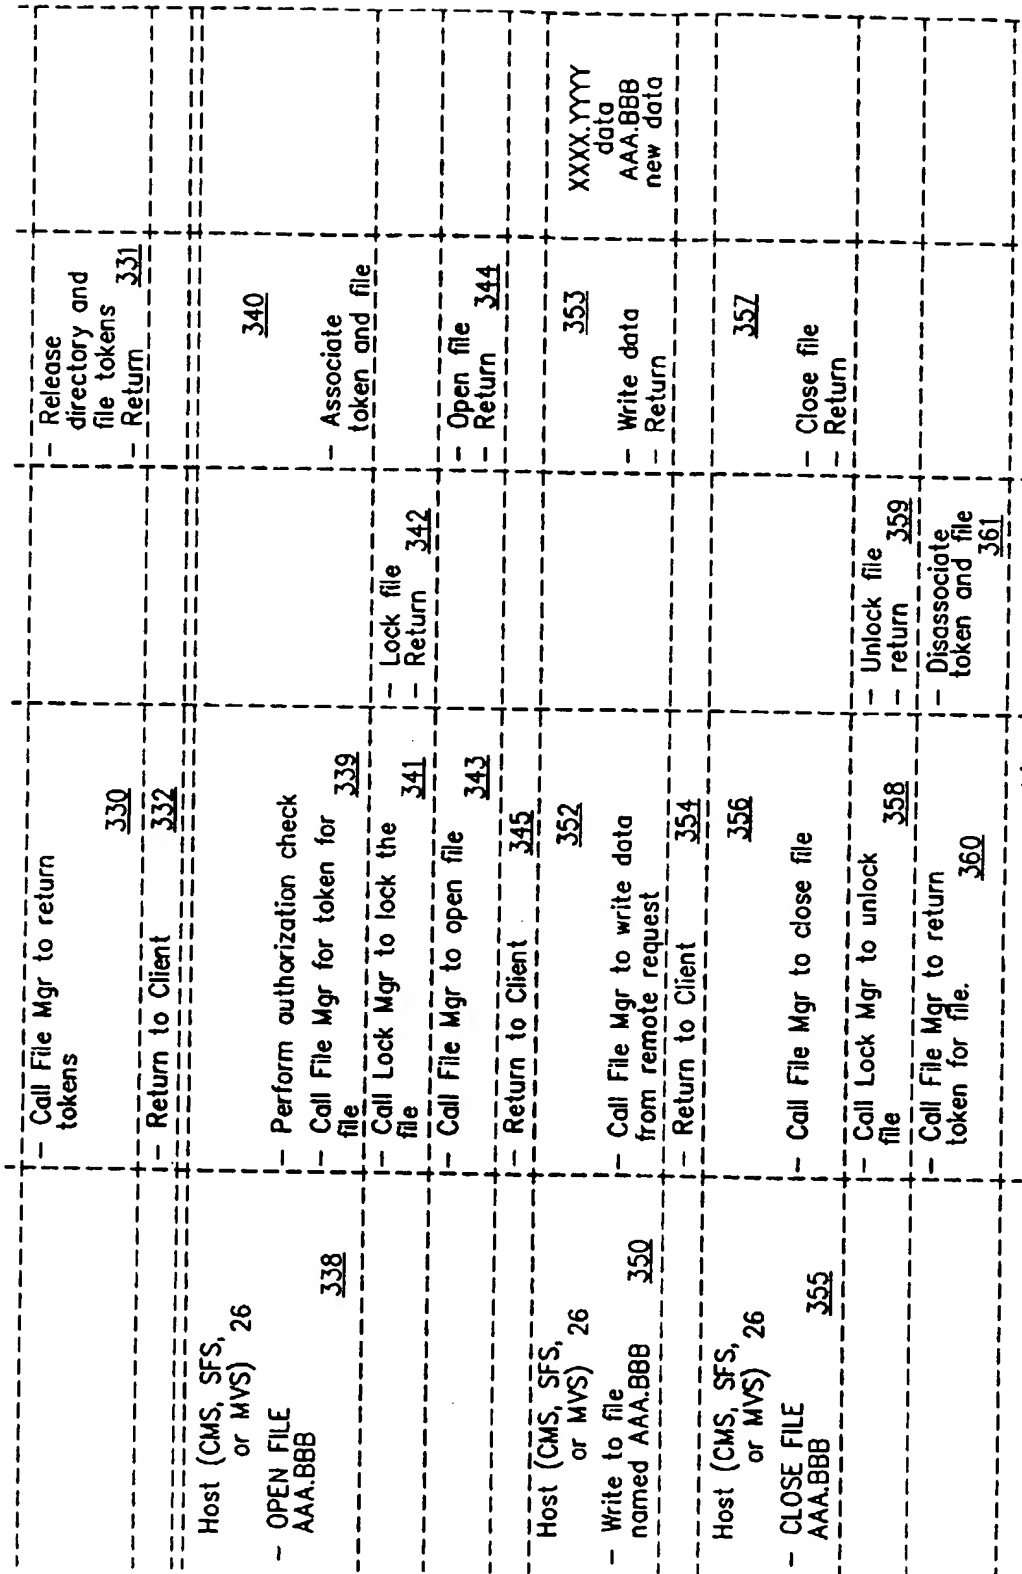 - Call File Mgr to return
tokens
330
- Release
directory and
file tokens
- Return 331
- Return to Client
332
Host (CMS, SFS,
or MVS) 26
- OPEN FILE
AAA.BBB
338
- Perform authorization check
- Call File Mgr for token for
file 339
340
- Associate
token and file
- Call Lock Mgr to lock the
file 341
- Lock file
- Return 342
- Call File Mgr to open file
343
- Open file
- Return 344
- Return to Client
345
Host (CMS, SFS,
or MVS) 26
- Write to file
named AAA.BBB
350
352
- Call File Mgr to write data
from remote request
353
- Write data
- Return
XXXX.YYYY
data
AAA.BBB
new data
- Return to Client
354
Host (CMS, SFS,
or MVS) 26
- CLOSE FILE
AAA.BBB
355
356
- Call File Mgr to close file
357
- Close file
- Return
- Call Lock Mgr to unlock
file 358
- Unlock file
- return 359
- Call File Mgr to return
token for file.
360
- Disassociate
token and file
361